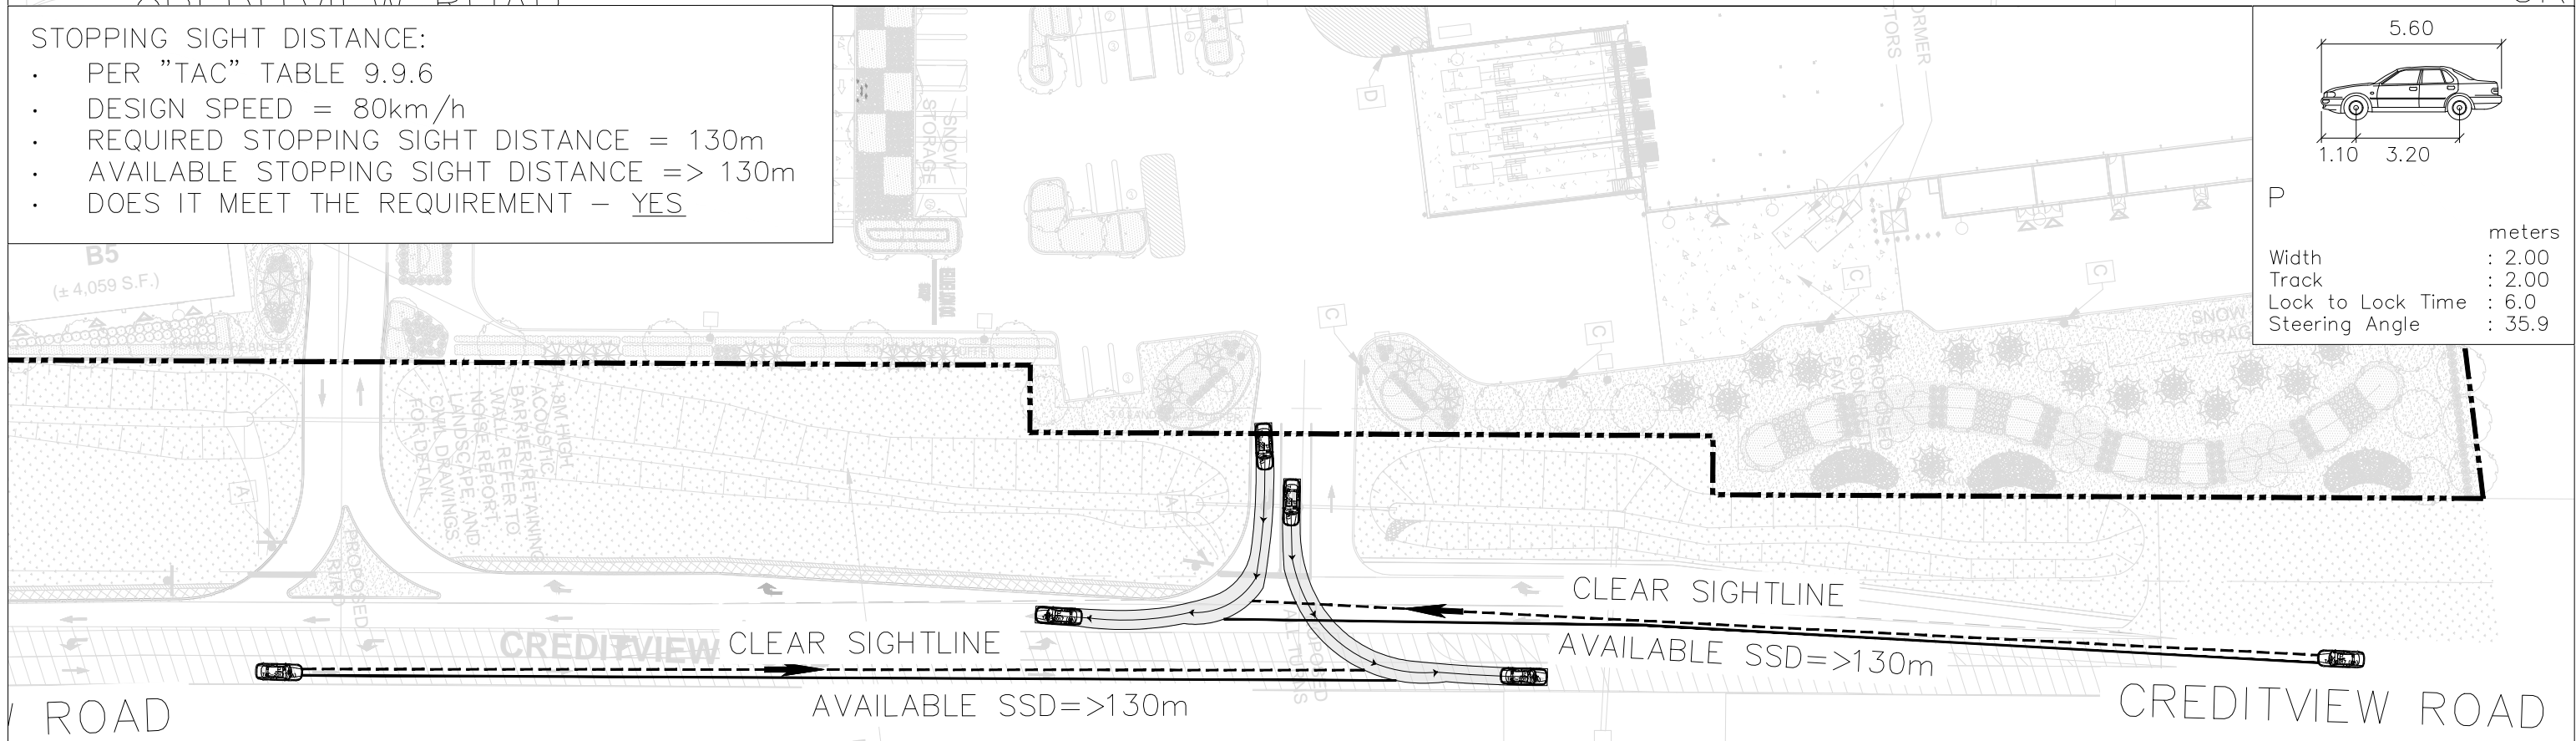 STOPPING SIGHT DISTANCE:
· PER "TAC" TABLE 9.9.6
· DESIGN SPEED = 80km/h
· REQUIRED STOPPING SIGHT DISTANCE = 130m
· AVAILABLE STOPPING SIGHT DISTANCE => 130m
· DOES IT MEET THE REQUIREMENT – YES
5.60
1.10 3.20
P
meters
Width : 2.00
Track : 2.00
Lock to Lock Time : 6.0
Steering Angle : 35.9
SNOW
STORAGE
D
B5
(± 4,059 S.F.)
C
C
C
C
SNOW
PROPOSED
1.8M HIGH
ACOUSTIC
BARRIER/RETAINING
WALL REFER TO
NOISE REPORT,
LANDSCAPE AND
CIVIL DRAWINGS
FOR DETAIL
A
A
PROPOSED
RI/RO
CREDITVIEW
CLEAR SIGHTLINE
AVAILABLE SSD=>130m
CLEAR SIGHTLINE
AVAILABLE SSD=>130m
ROAD
CREDITVIEW ROAD